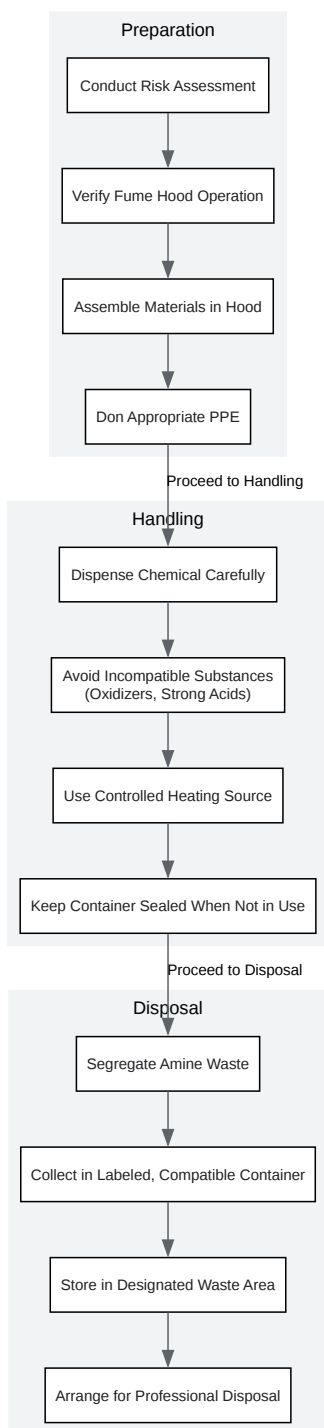 Preparation
Conduct Risk Assessment
Verify Fume Hood Operation
Assemble Materials in Hood
Don Appropriate PPE
Proceed to Handling
Handling
Dispense Chemical Carefully
Avoid Incompatible Substances
(Oxidizers, Strong Acids)
Use Controlled Heating Source
Keep Container Sealed When Not in Use
Proceed to Disposal
Disposal
Segregate Amine Waste
Collect in Labeled, Compatible Container
Store in Designated Waste Area
Arrange for Professional Disposal